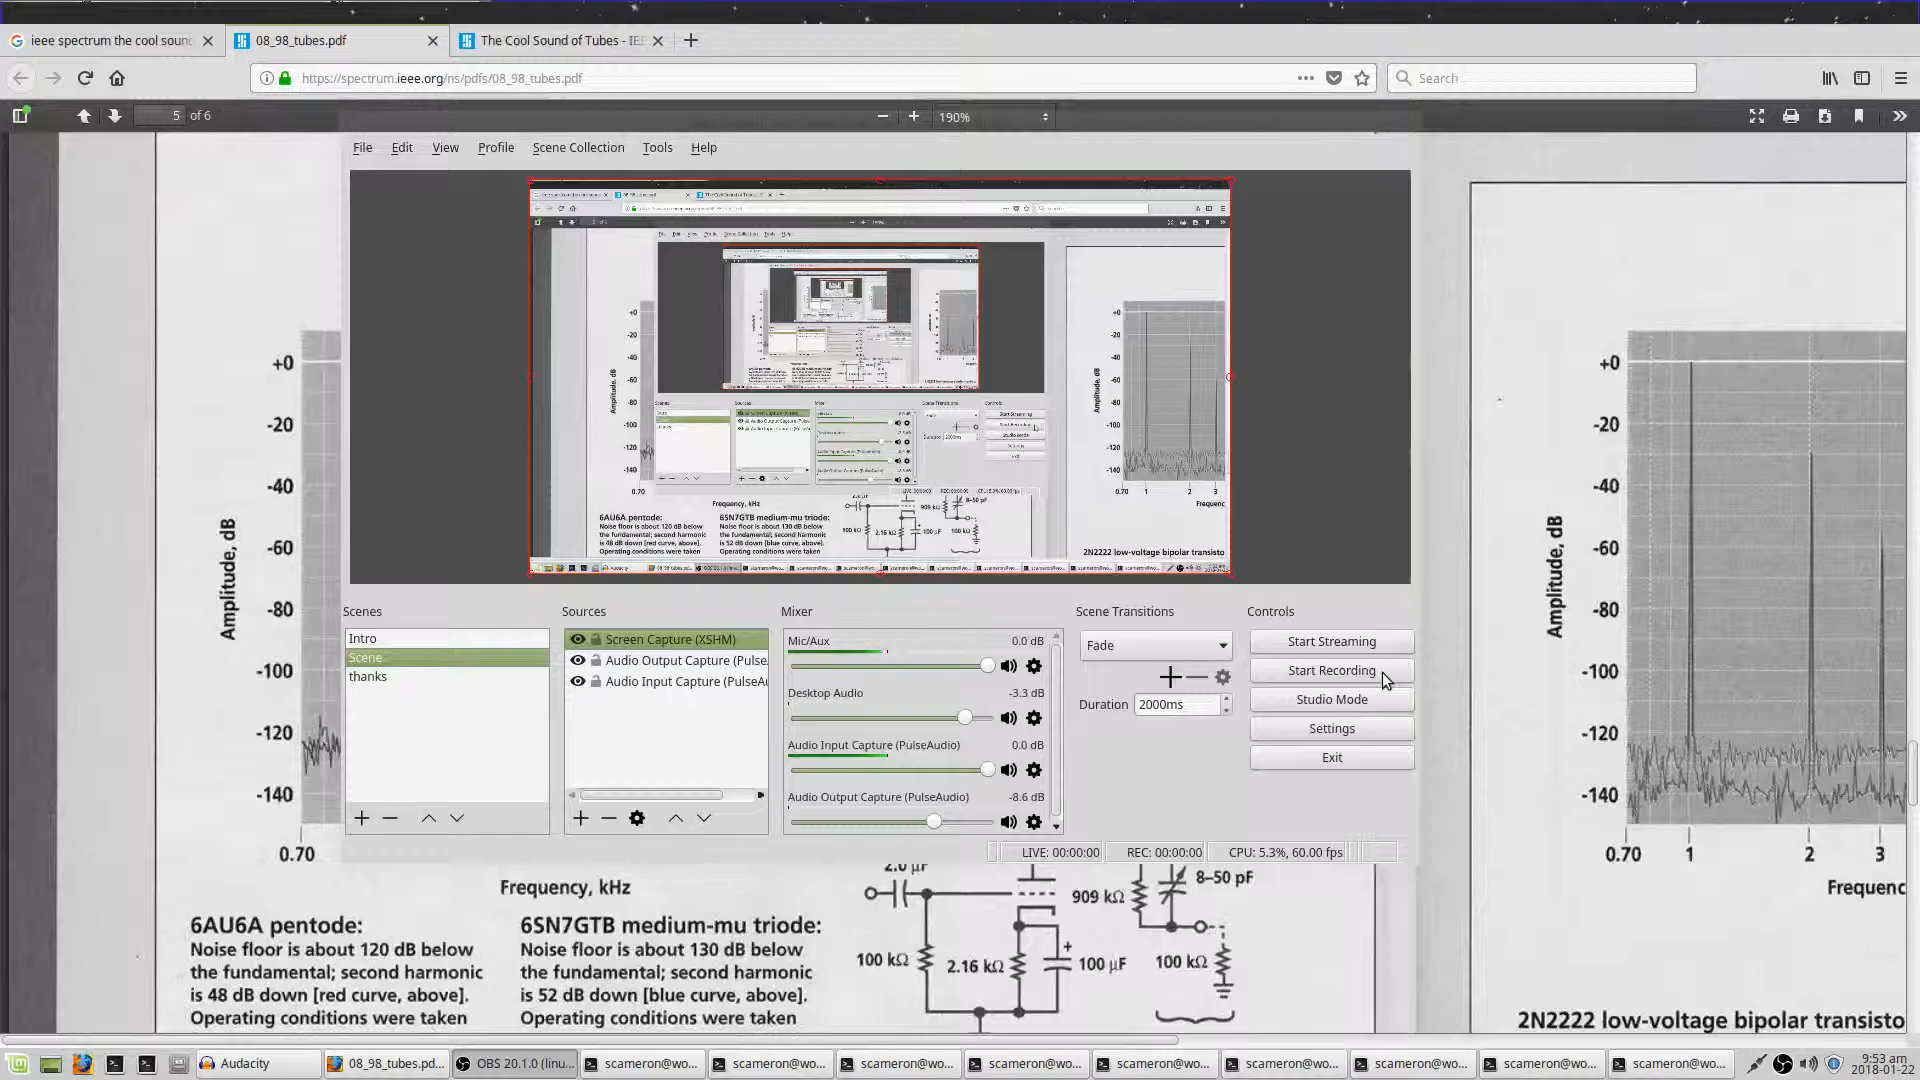 ieee spectrum the cool sound
08_98_tubes.pdf
The Cool Sound of Tubes - IEE
https://spectrum.ieee.org/ns/pdfs/08_98_tubes.pdf
Search
5 of 6
190%
File Edit View Profile Scene Collection Tools Help
Scenes
Intro
Scene
thanks
Sources
Screen Capture (XSHM)
Audio Output Capture (Pulse
Audio Input Capture (PulseAu
Mixer
Mic/Aux 0.0 dB
Desktop Audio -3.3 dB
Audio Input Capture (PulseAudio) 0.0 dB
Audio Output Capture (PulseAudio) -8.6 dB
Scene Transitions
Fade
Duration 2000ms
Controls
Start Streaming
Start Recording
Studio Mode
Settings
Exit
LIVE: 00:00:00 REC: 00:00:00 CPU: 5.3%, 60.00 fps
Amplitude, dB
+0
-20
-40
-60
-80
-100
-120
-140
0.70
Frequency, kHz
6AU6A pentode:
Noise floor is about 120 dB below
the fundamental; second harmonic
is 48 dB down [red curve, above].
Operating conditions were taken
6SN7GTB medium-mu triode:
Noise floor is about 130 dB below
the fundamental; second harmonic
is 52 dB down [blue curve, above].
Operating conditions were taken
909 kΩ
8–50 pF
100 kΩ
2.16 kΩ
+
100 μF
100 kΩ
Amplitude, dB
+0
-20
-40
-60
-80
-100
-120
-140
0.70 1 2 3
Frequenc
2N2222 low-voltage bipolar transisto
Audacity
08_98_tubes.pd...
OBS 20.1.0 (linu...
scameron@wo...
scameron@wo...
scameron@wo...
scameron@wo...
scameron@wo...
scameron@wo...
scameron@wo...
scameron@wo...
scameron@wo...
9:53 am
2018-01-22